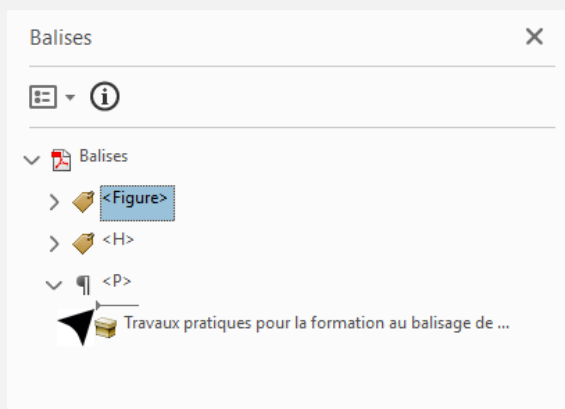 Balises
Balises
<Figure>
<H>
<P>
Travaux pratiques pour la formation au balisage de ...